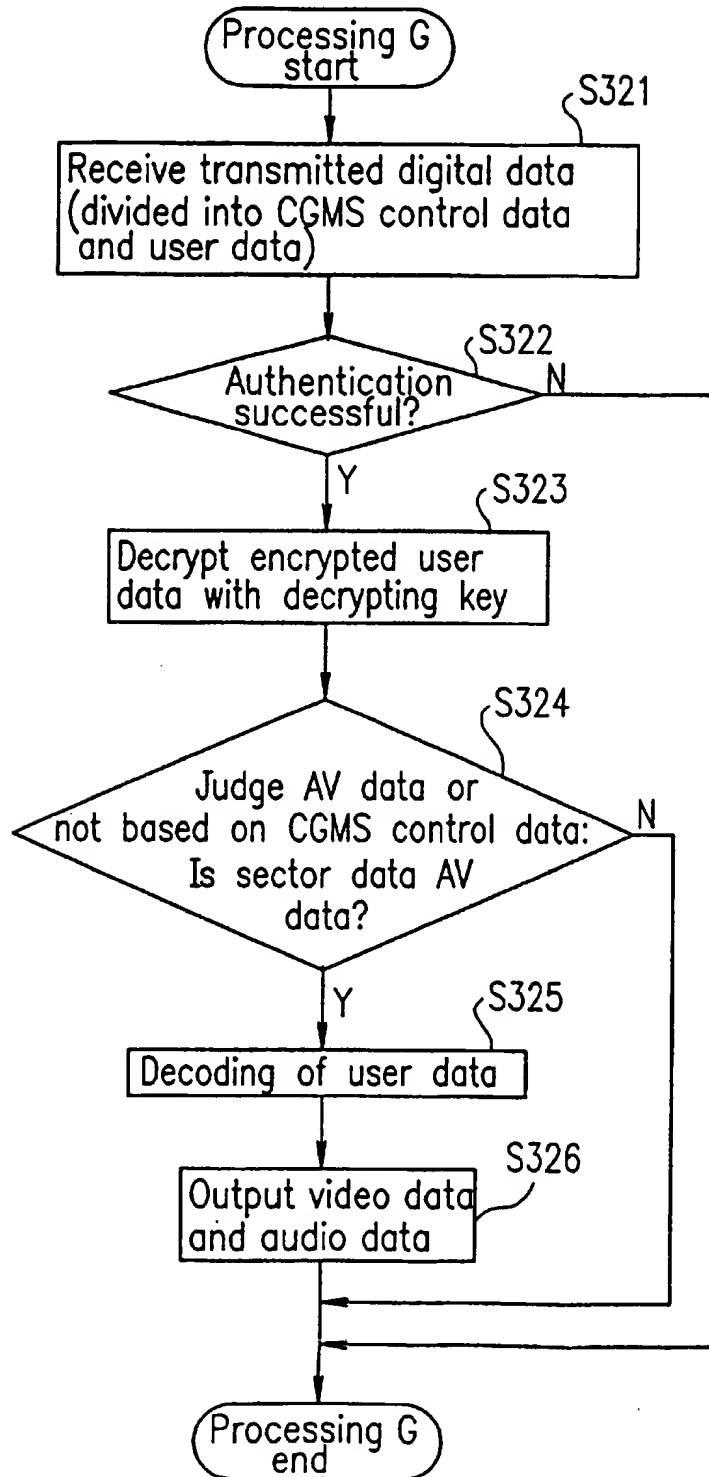 Processing G
start
S321
Receive transmitted digital data
(divided into CGMS control data
and user data)
S322
Authentication
successful?
N
Y
S323
Decrypt encrypted user
data with decrypting key
S324
Judge AV data or
not based on CGMS control data:
Is sector data AV
data?
N
Y
S325
Decoding of user data
S326
Output video data
and audio data
Processing G
end